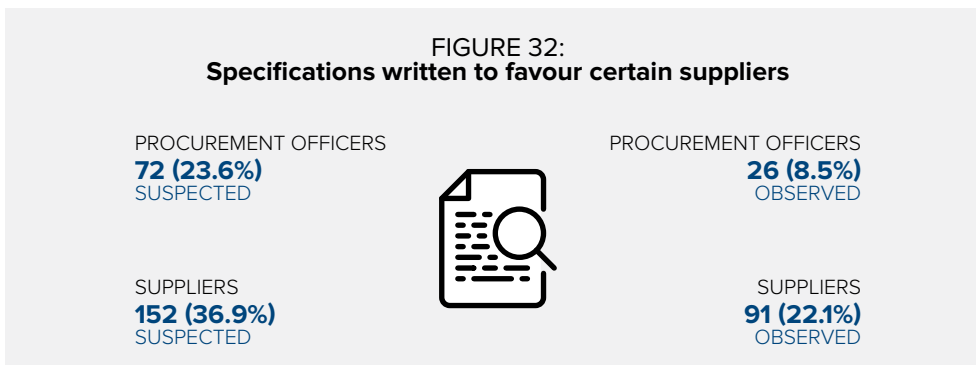 FIGURE 32:
Specifications written to favour certain suppliers
PROCUREMENT OFFICERS
72 (23.6%)
SUSPECTED
PROCUREMENT OFFICERS
26 (8.5%)
OBSERVED
SUPPLIERS
152 (36.9%)
SUSPECTED
SUPPLIERS
91 (22.1%)
OBSERVED